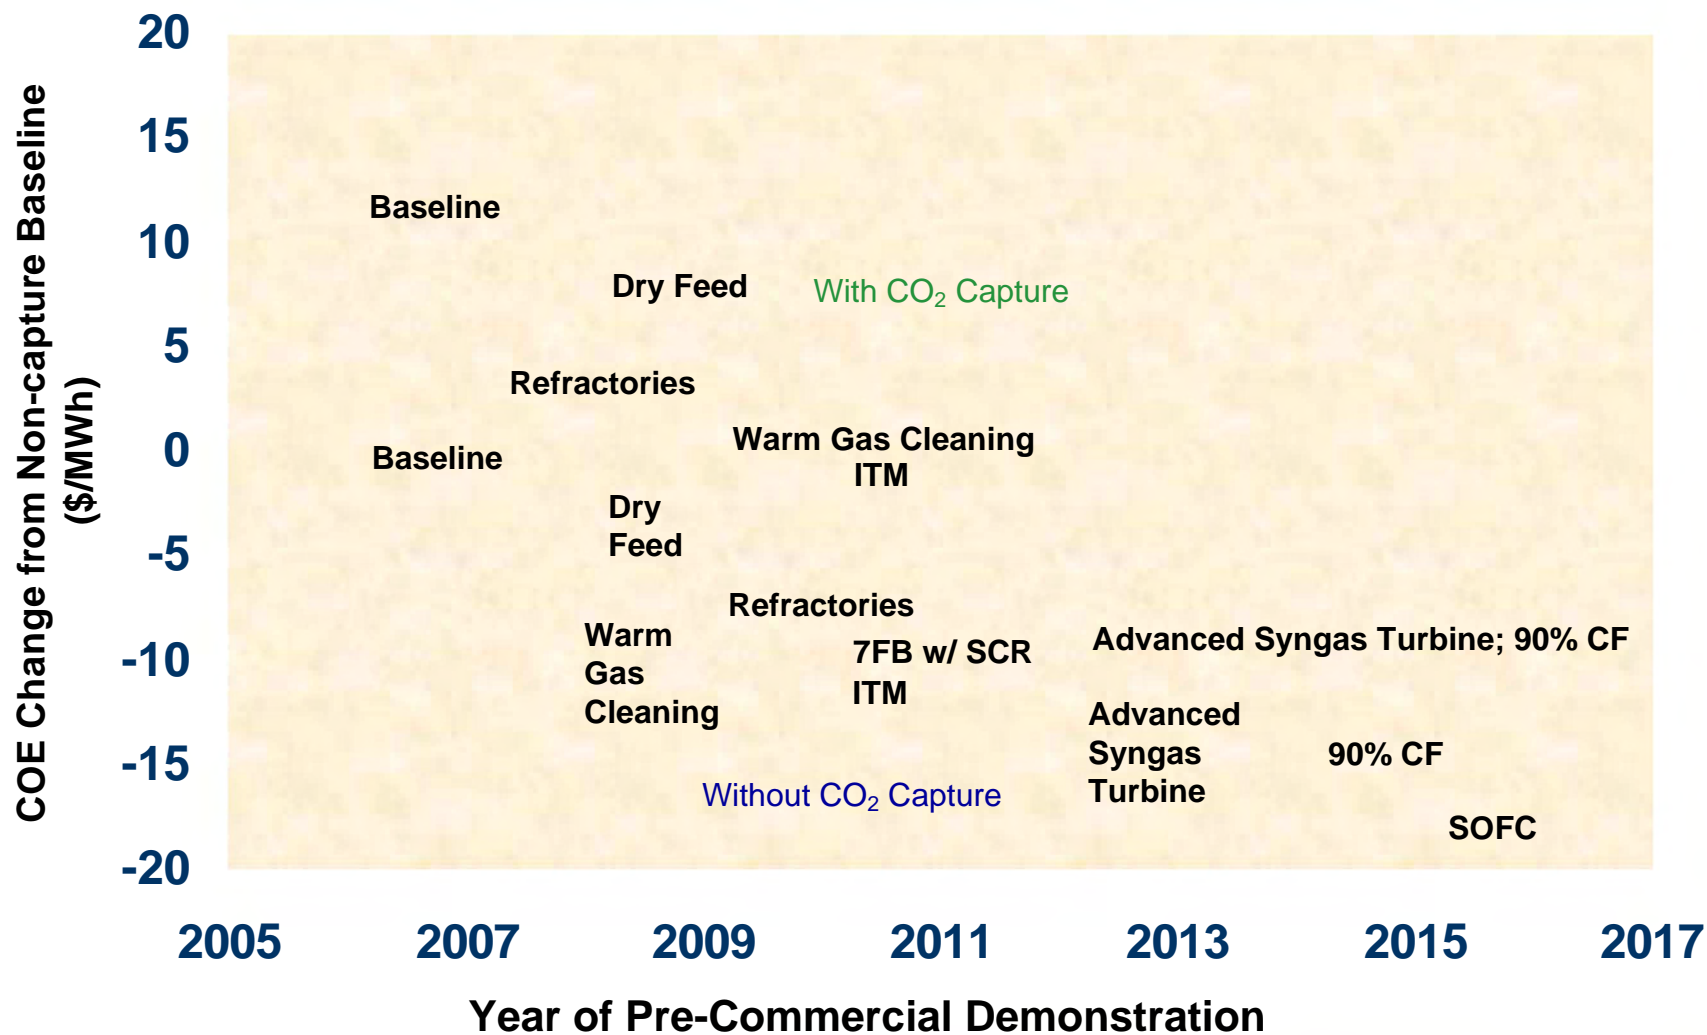 COE Change from Non-capture Baseline
($/MWh)
20
15
10
5
0
-5
-10
-15
-20
Baseline
Dry Feed
With CO₂ Capture
Refractories
Warm Gas Cleaning
ITM
Baseline
Dry
Feed
Refractories
Warm
Gas
Cleaning
7FB w/ SCR
ITM
Advanced Syngas Turbine; 90% CF
Advanced
Syngas
Turbine
90% CF
Without CO₂ Capture
SOFC
2005 2007 2009 2011 2013 2015 2017
Year of Pre-Commercial Demonstration